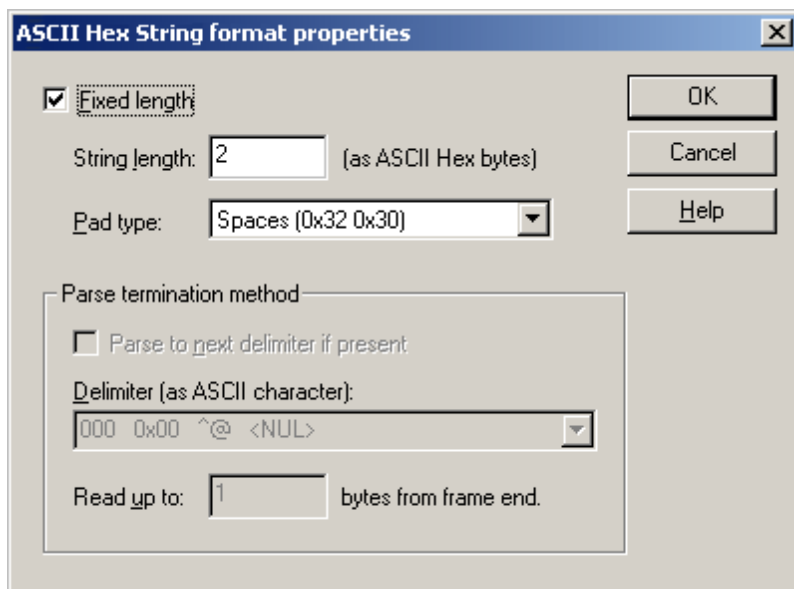 ASCII Hex String format properties
Fixed length
OK
String length: 2 (as ASCII Hex bytes)
Cancel
Pad type: Spaces (0x32 0x30)
Help
Parse termination method
Parse to next delimiter if present
Delimiter (as ASCII character):
000 0x00 ^@ <NUL>
Read up to: 1 bytes from frame end.